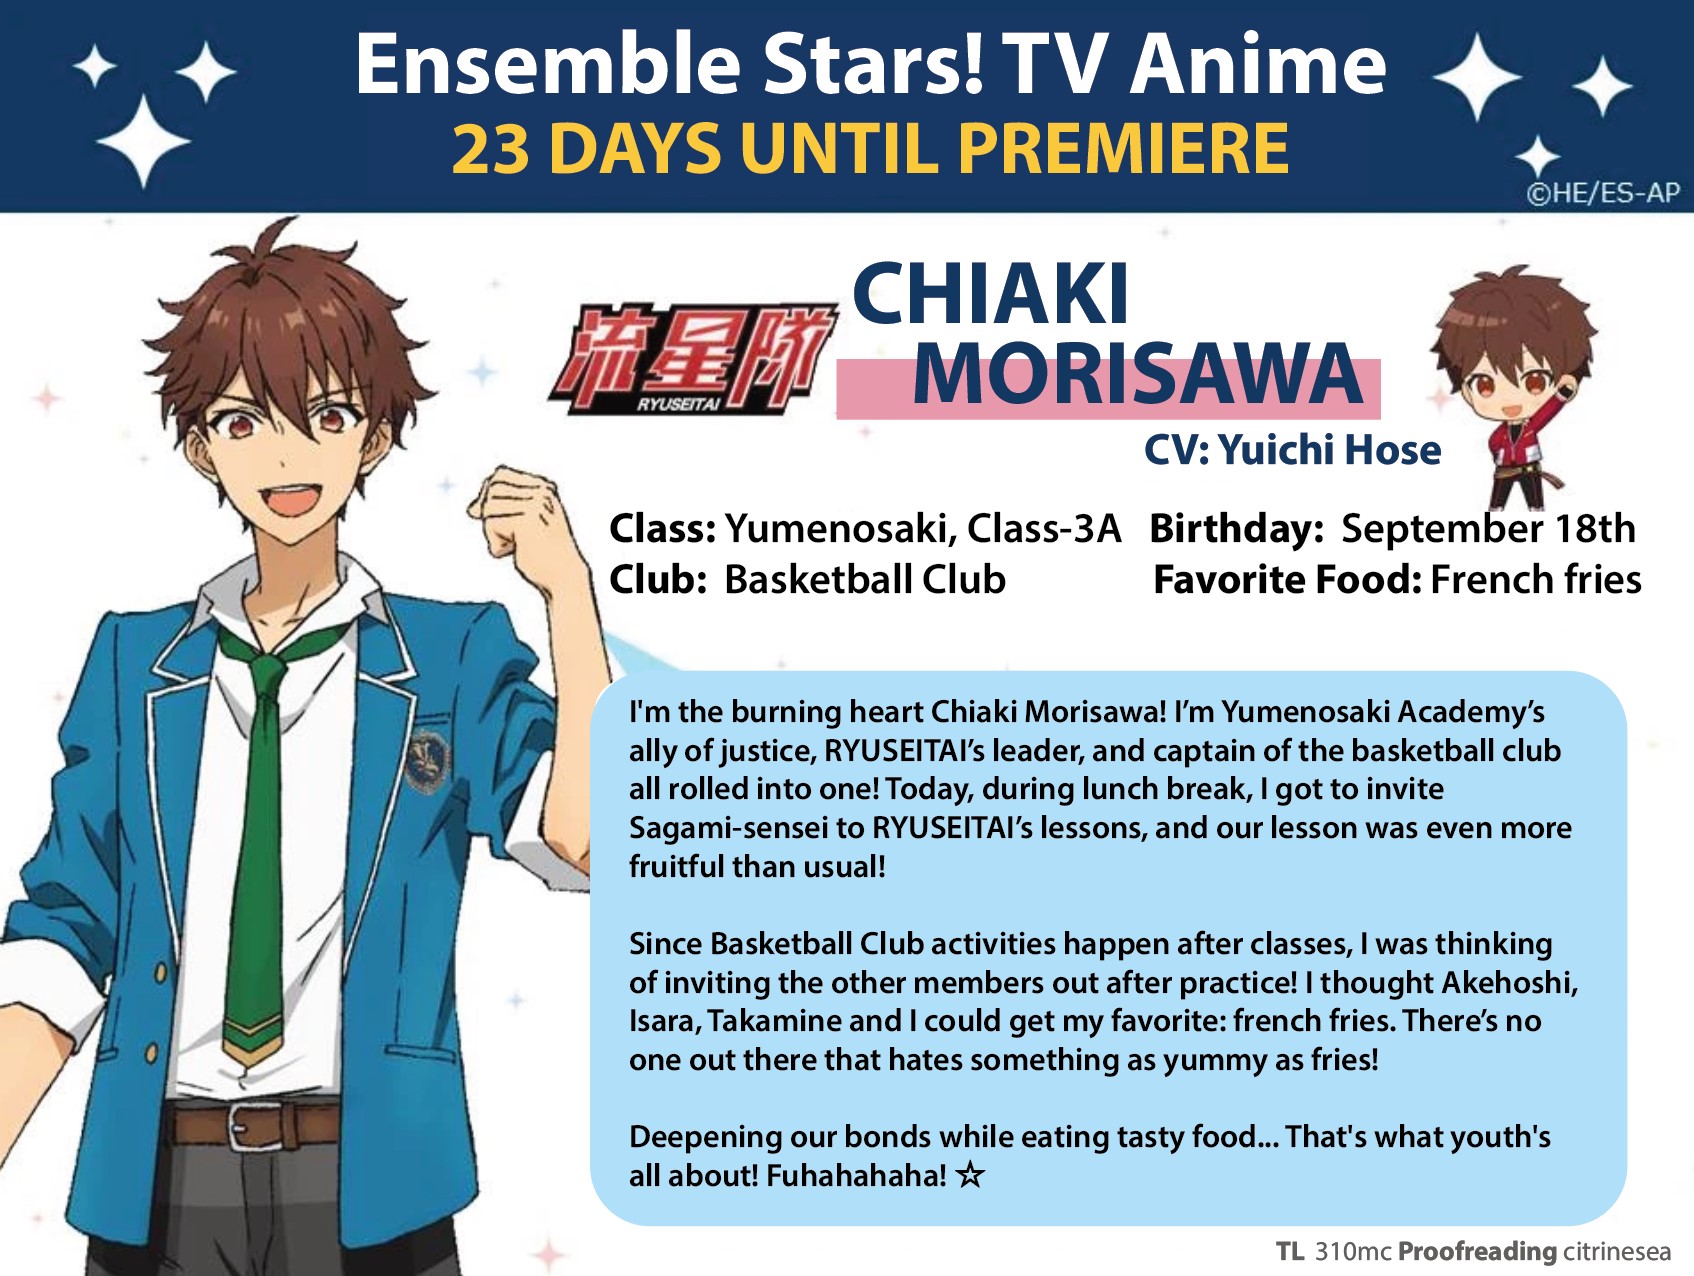 Ensemble Stars! TV Anime
23 DAYS UNTIL PREMIERE
©HE/ES-AP
流星隊
RYUSEITAI
CHIAKI
MORISAWA
CV: Yuichi Hose
Class: Yumenosaki, Class-3A Birthday: September 18th
Club: Basketball Club Favorite Food: French fries
I'm the burning heart Chiaki Morisawa! I’m Yumenosaki Academy’s
ally of justice, RYUSEITAI’s leader, and captain of the basketball club
all rolled into one! Today, during lunch break, I got to invite
Sagami-sensei to RYUSEITAI’s lessons, and our lesson was even more
fruitful than usual!
Since Basketball Club activities happen after classes, I was thinking
of inviting the other members out after practice! I thought Akehoshi,
Isara, Takamine and I could get my favorite: french fries. There’s no
one out there that hates something as yummy as fries!
Deepening our bonds while eating tasty food... That's what youth's
all about! Fuhahahaha! ☆
TL 310mc Proofreading citrinesea